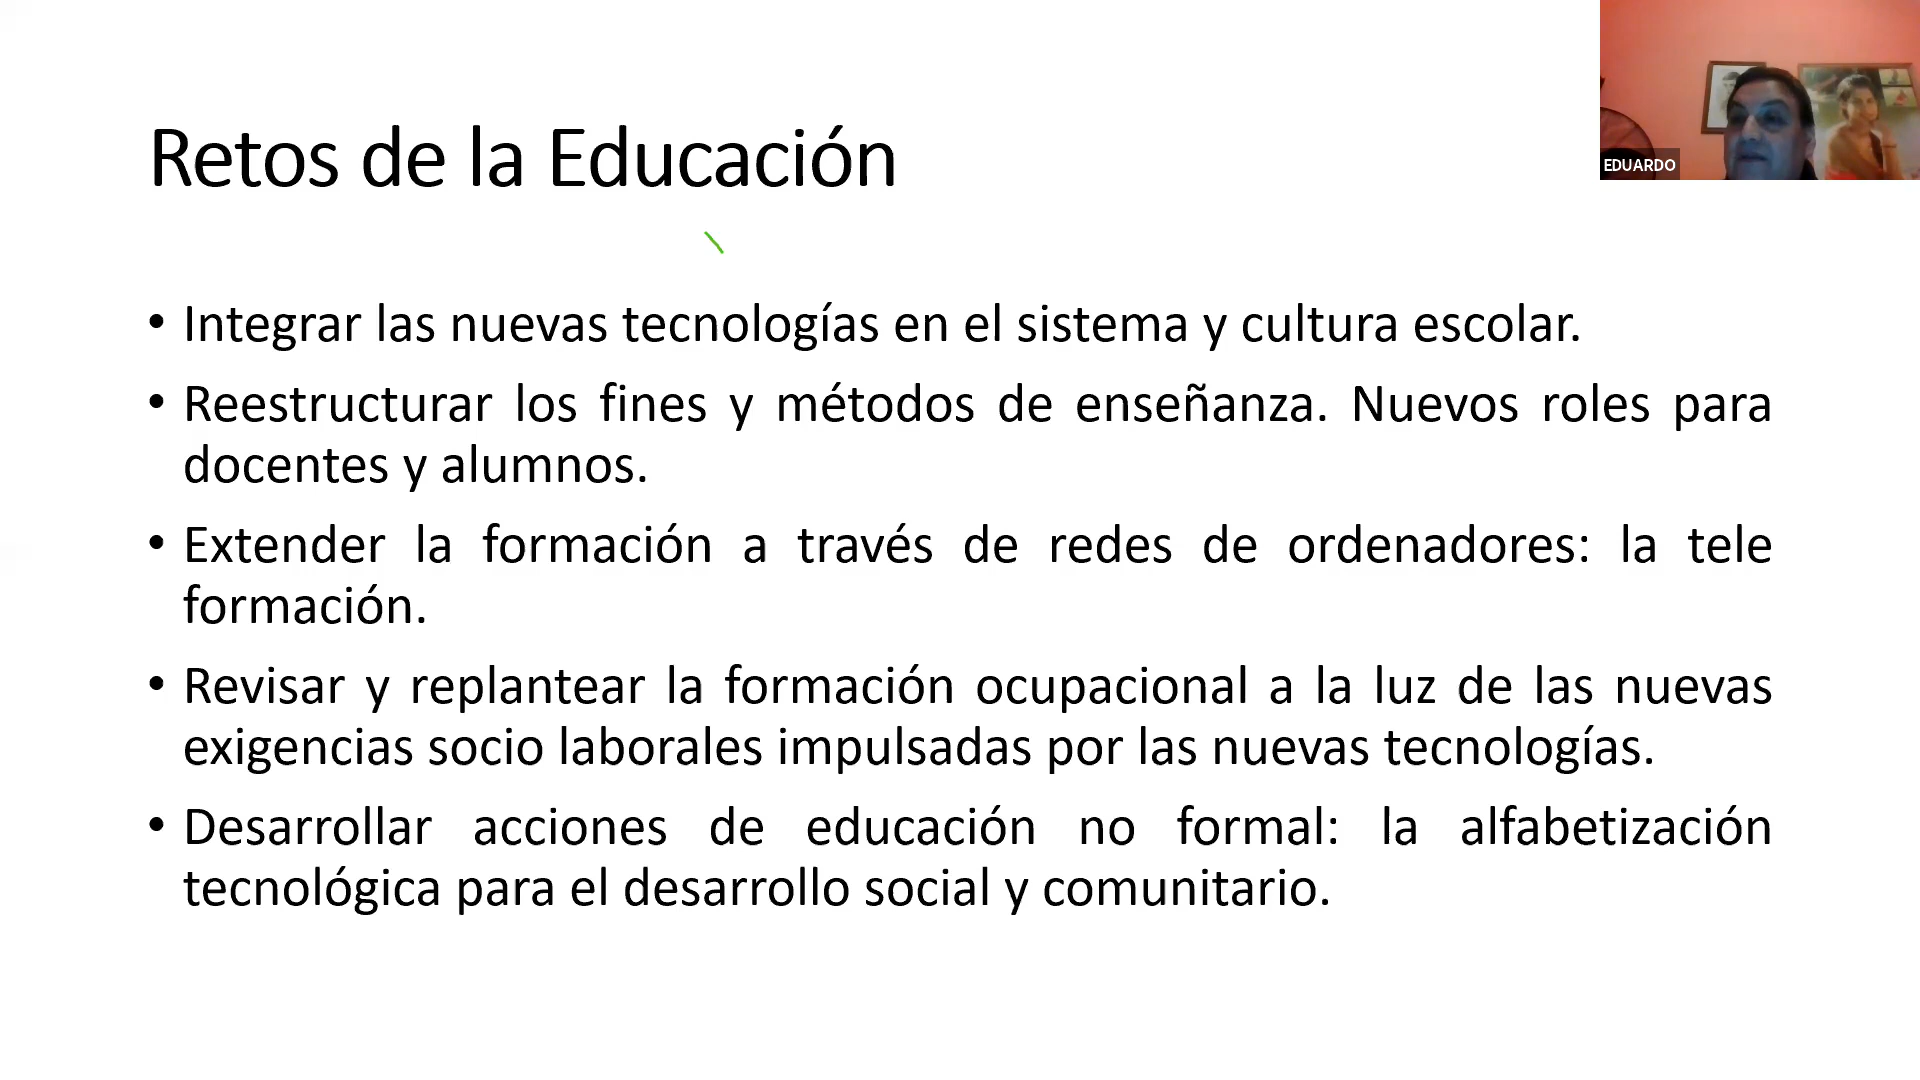 EDUARDO
Retos de la Educación
• Integrar las nuevas tecnologías en el sistema y cultura escolar.
• Reestructurar los fines y métodos de enseñanza. Nuevos roles para
docentes y alumnos.
• Extender la formación a través de redes de ordenadores: la tele
formación.
• Revisar y replantear la formación ocupacional a la luz de las nuevas
exigencias socio laborales impulsadas por las nuevas tecnologías.
• Desarrollar acciones de educación no formal: la alfabetización
tecnológica para el desarrollo social y comunitario.